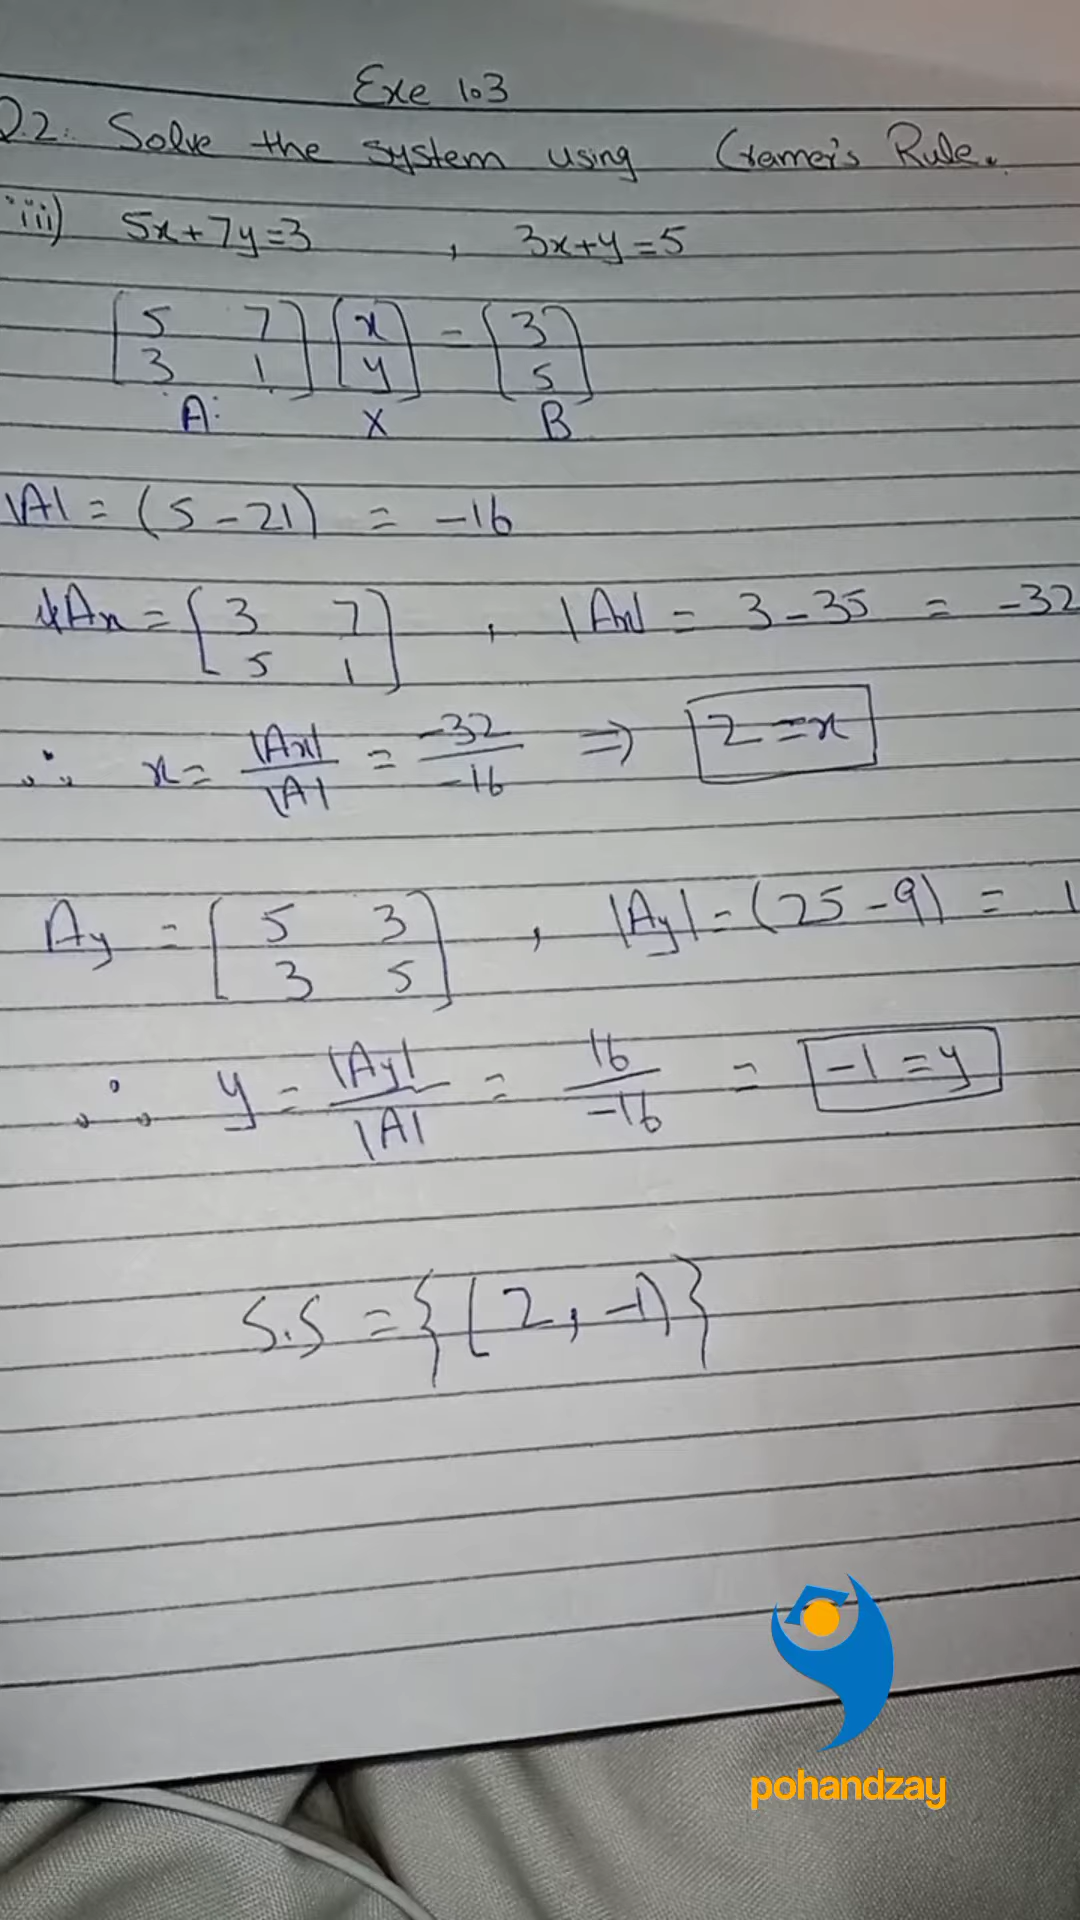 Exe 1.3
Q.2. Solve the system using Cramer's Rule.
iii) 5x+7y=3 , 3x+y=5
[5 7] [x] = [3]
[3 1] [y] [5]
A X B
|A| = (5-21) = -16
Ax = [3 7] , |Ax| = 3-35 = -32
[5 1]
∴ x = |Ax| / |A| = -32 / -16 ⇒ 2=x
Ay = [5 3] , |Ay| = (25-9) = 1
[3 5]
∴ y = |Ay| / |A| = 16 / -16 = -1=y
S.S = {(2, -1)}
pohandzay